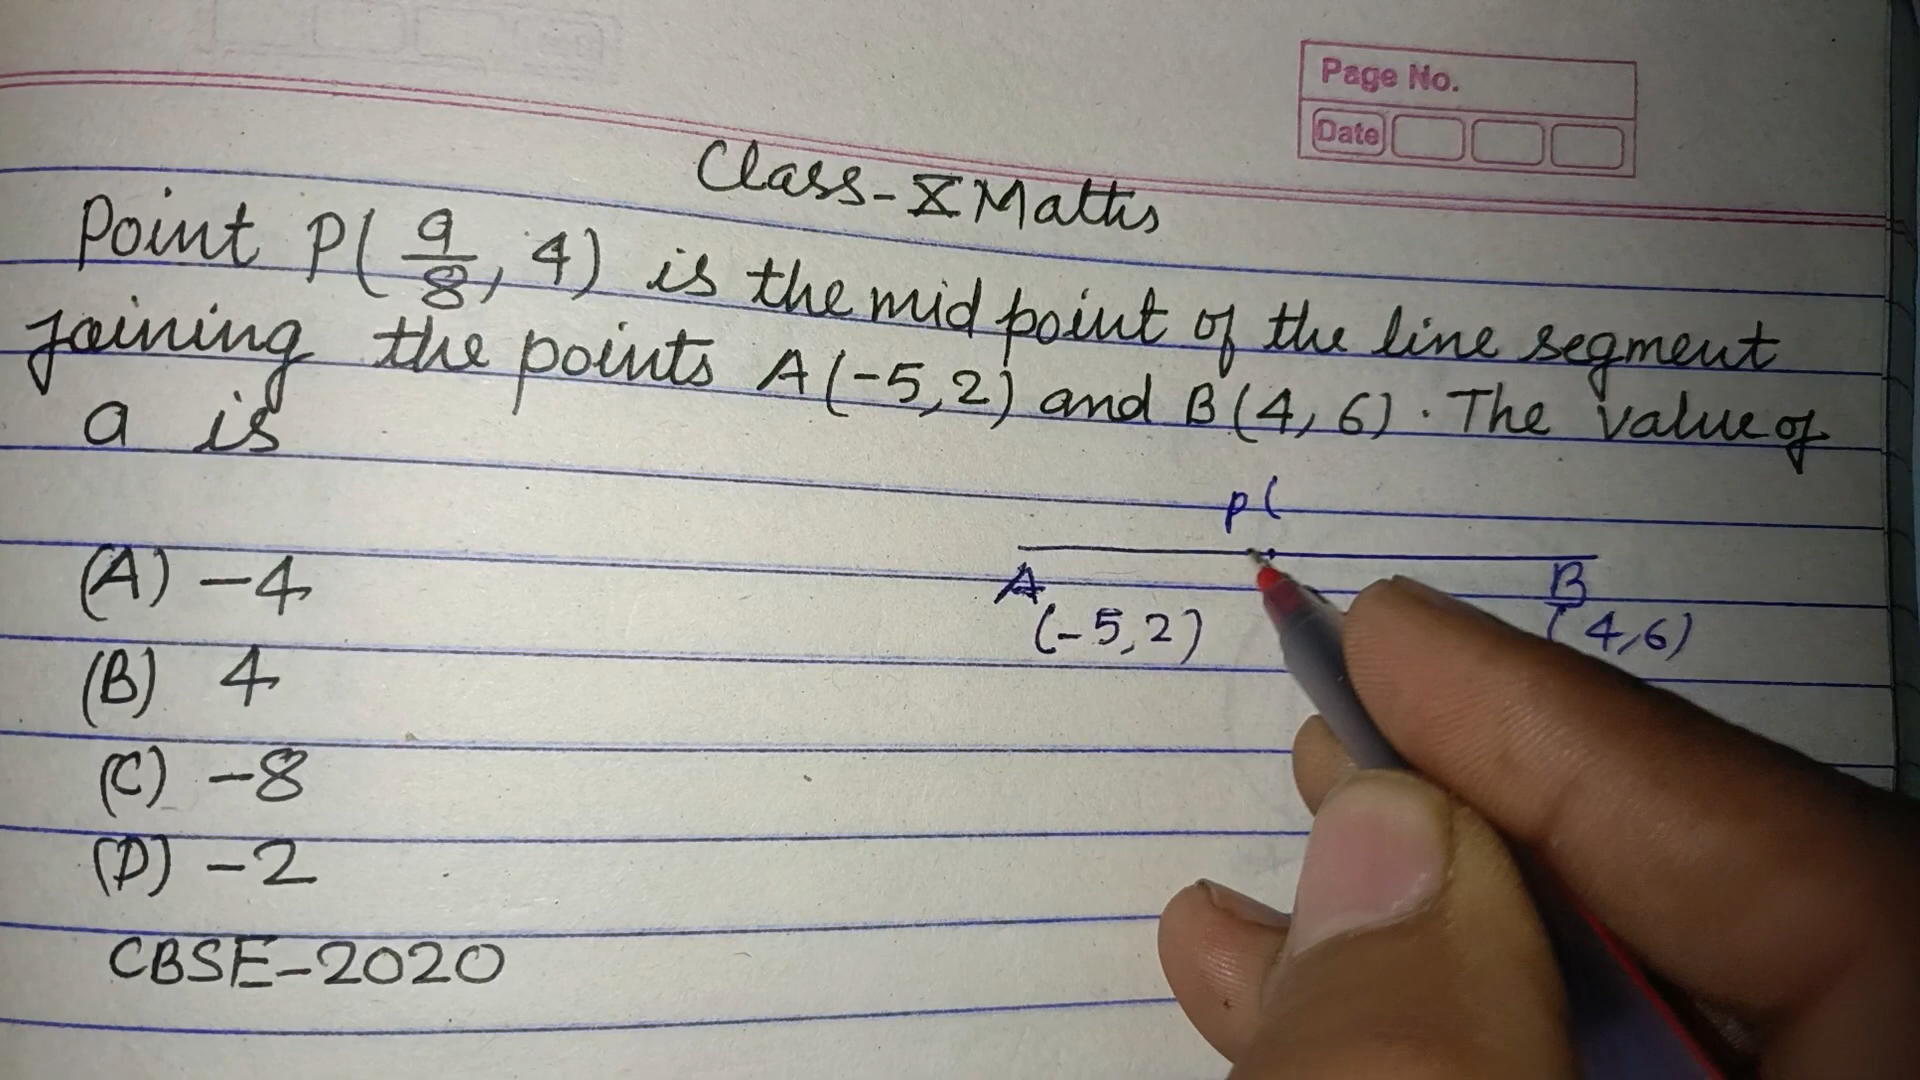 Page No.
Date
Class-X Maths
Point P(a/8, 4) is the mid point of the line segment
joining the points A(-5,2) and B(4,6). The value of
a is
P(
A B
(-5,2) (4,6)
(A) -4
(B) 4
(C) -8
(D) -2
CBSE-2020